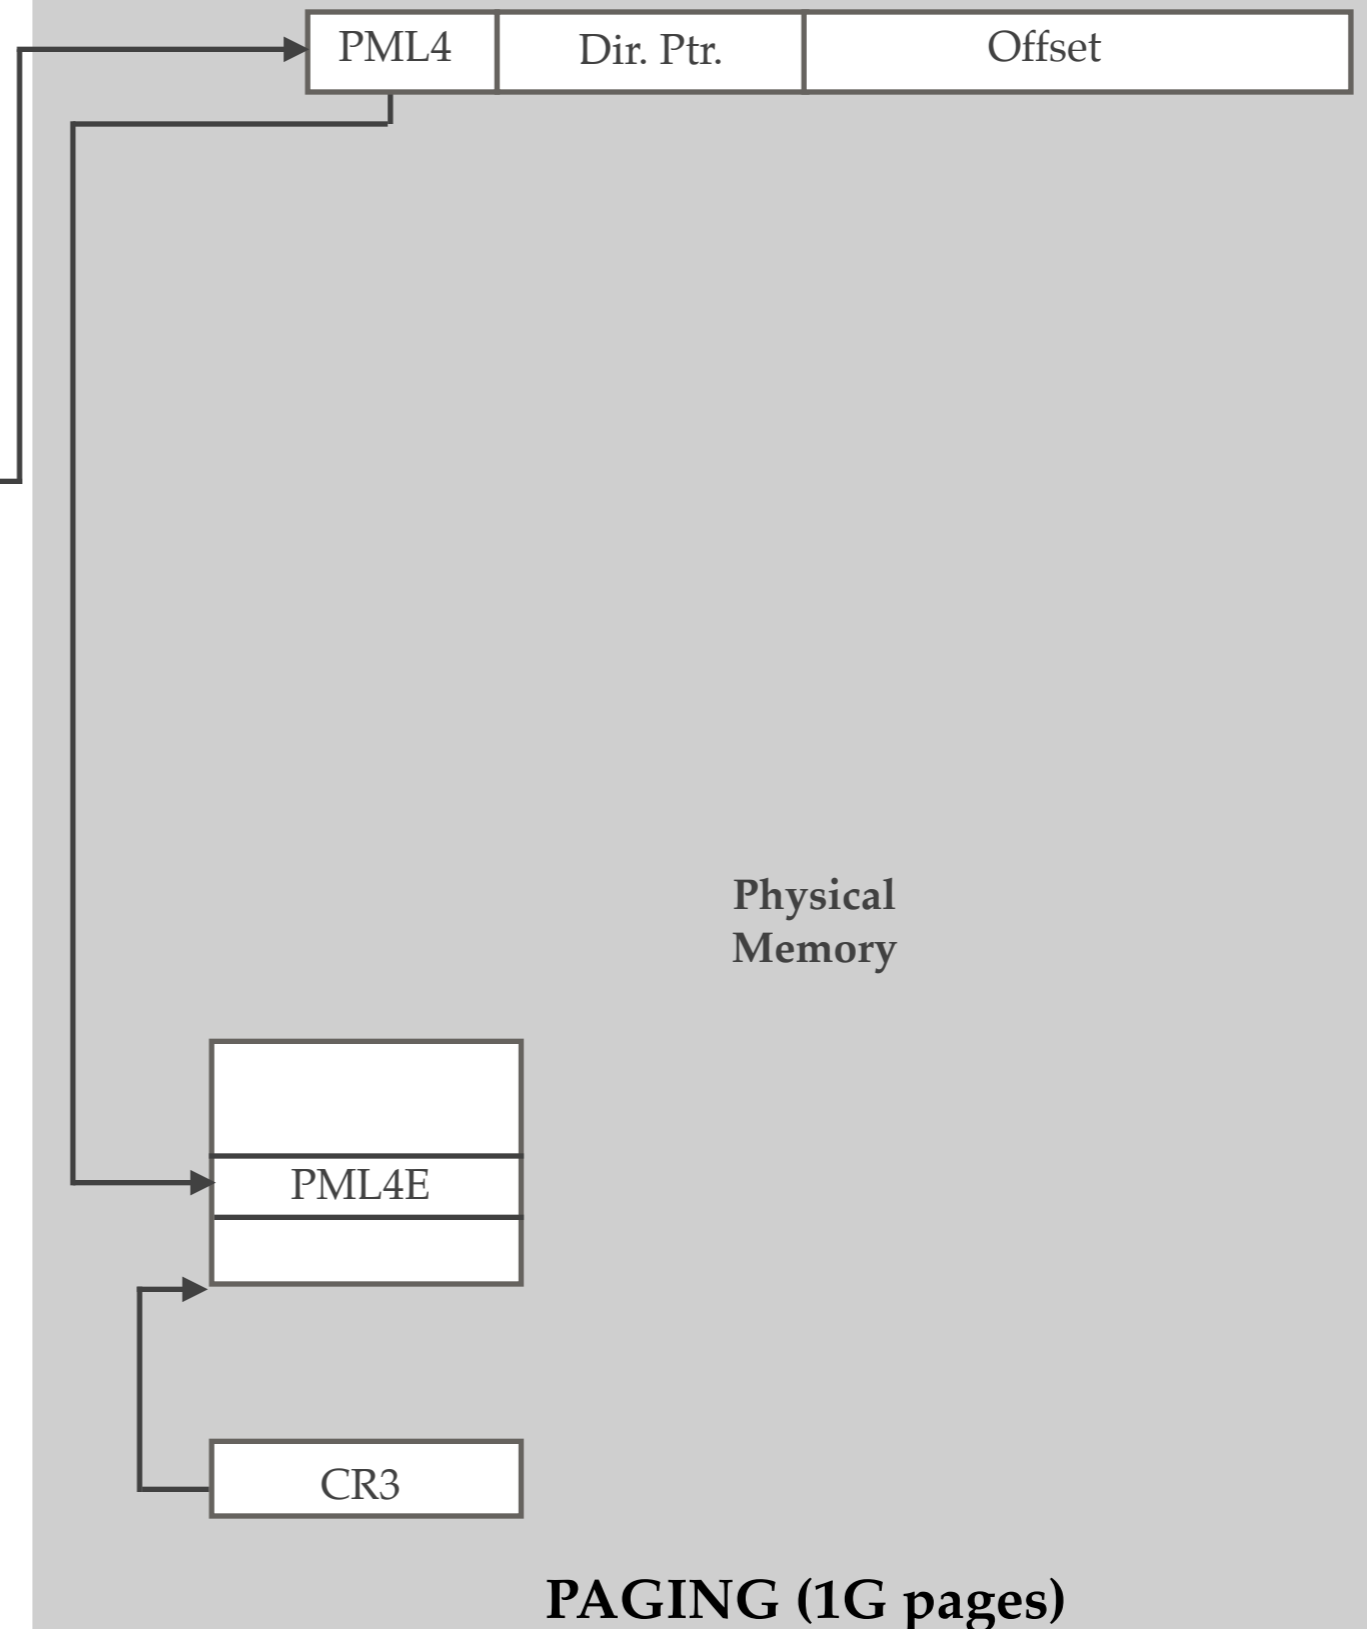 PML4 Dir. Ptr. Offset
Physical
Memory
PML4E
CR3
PAGING (1G pages)